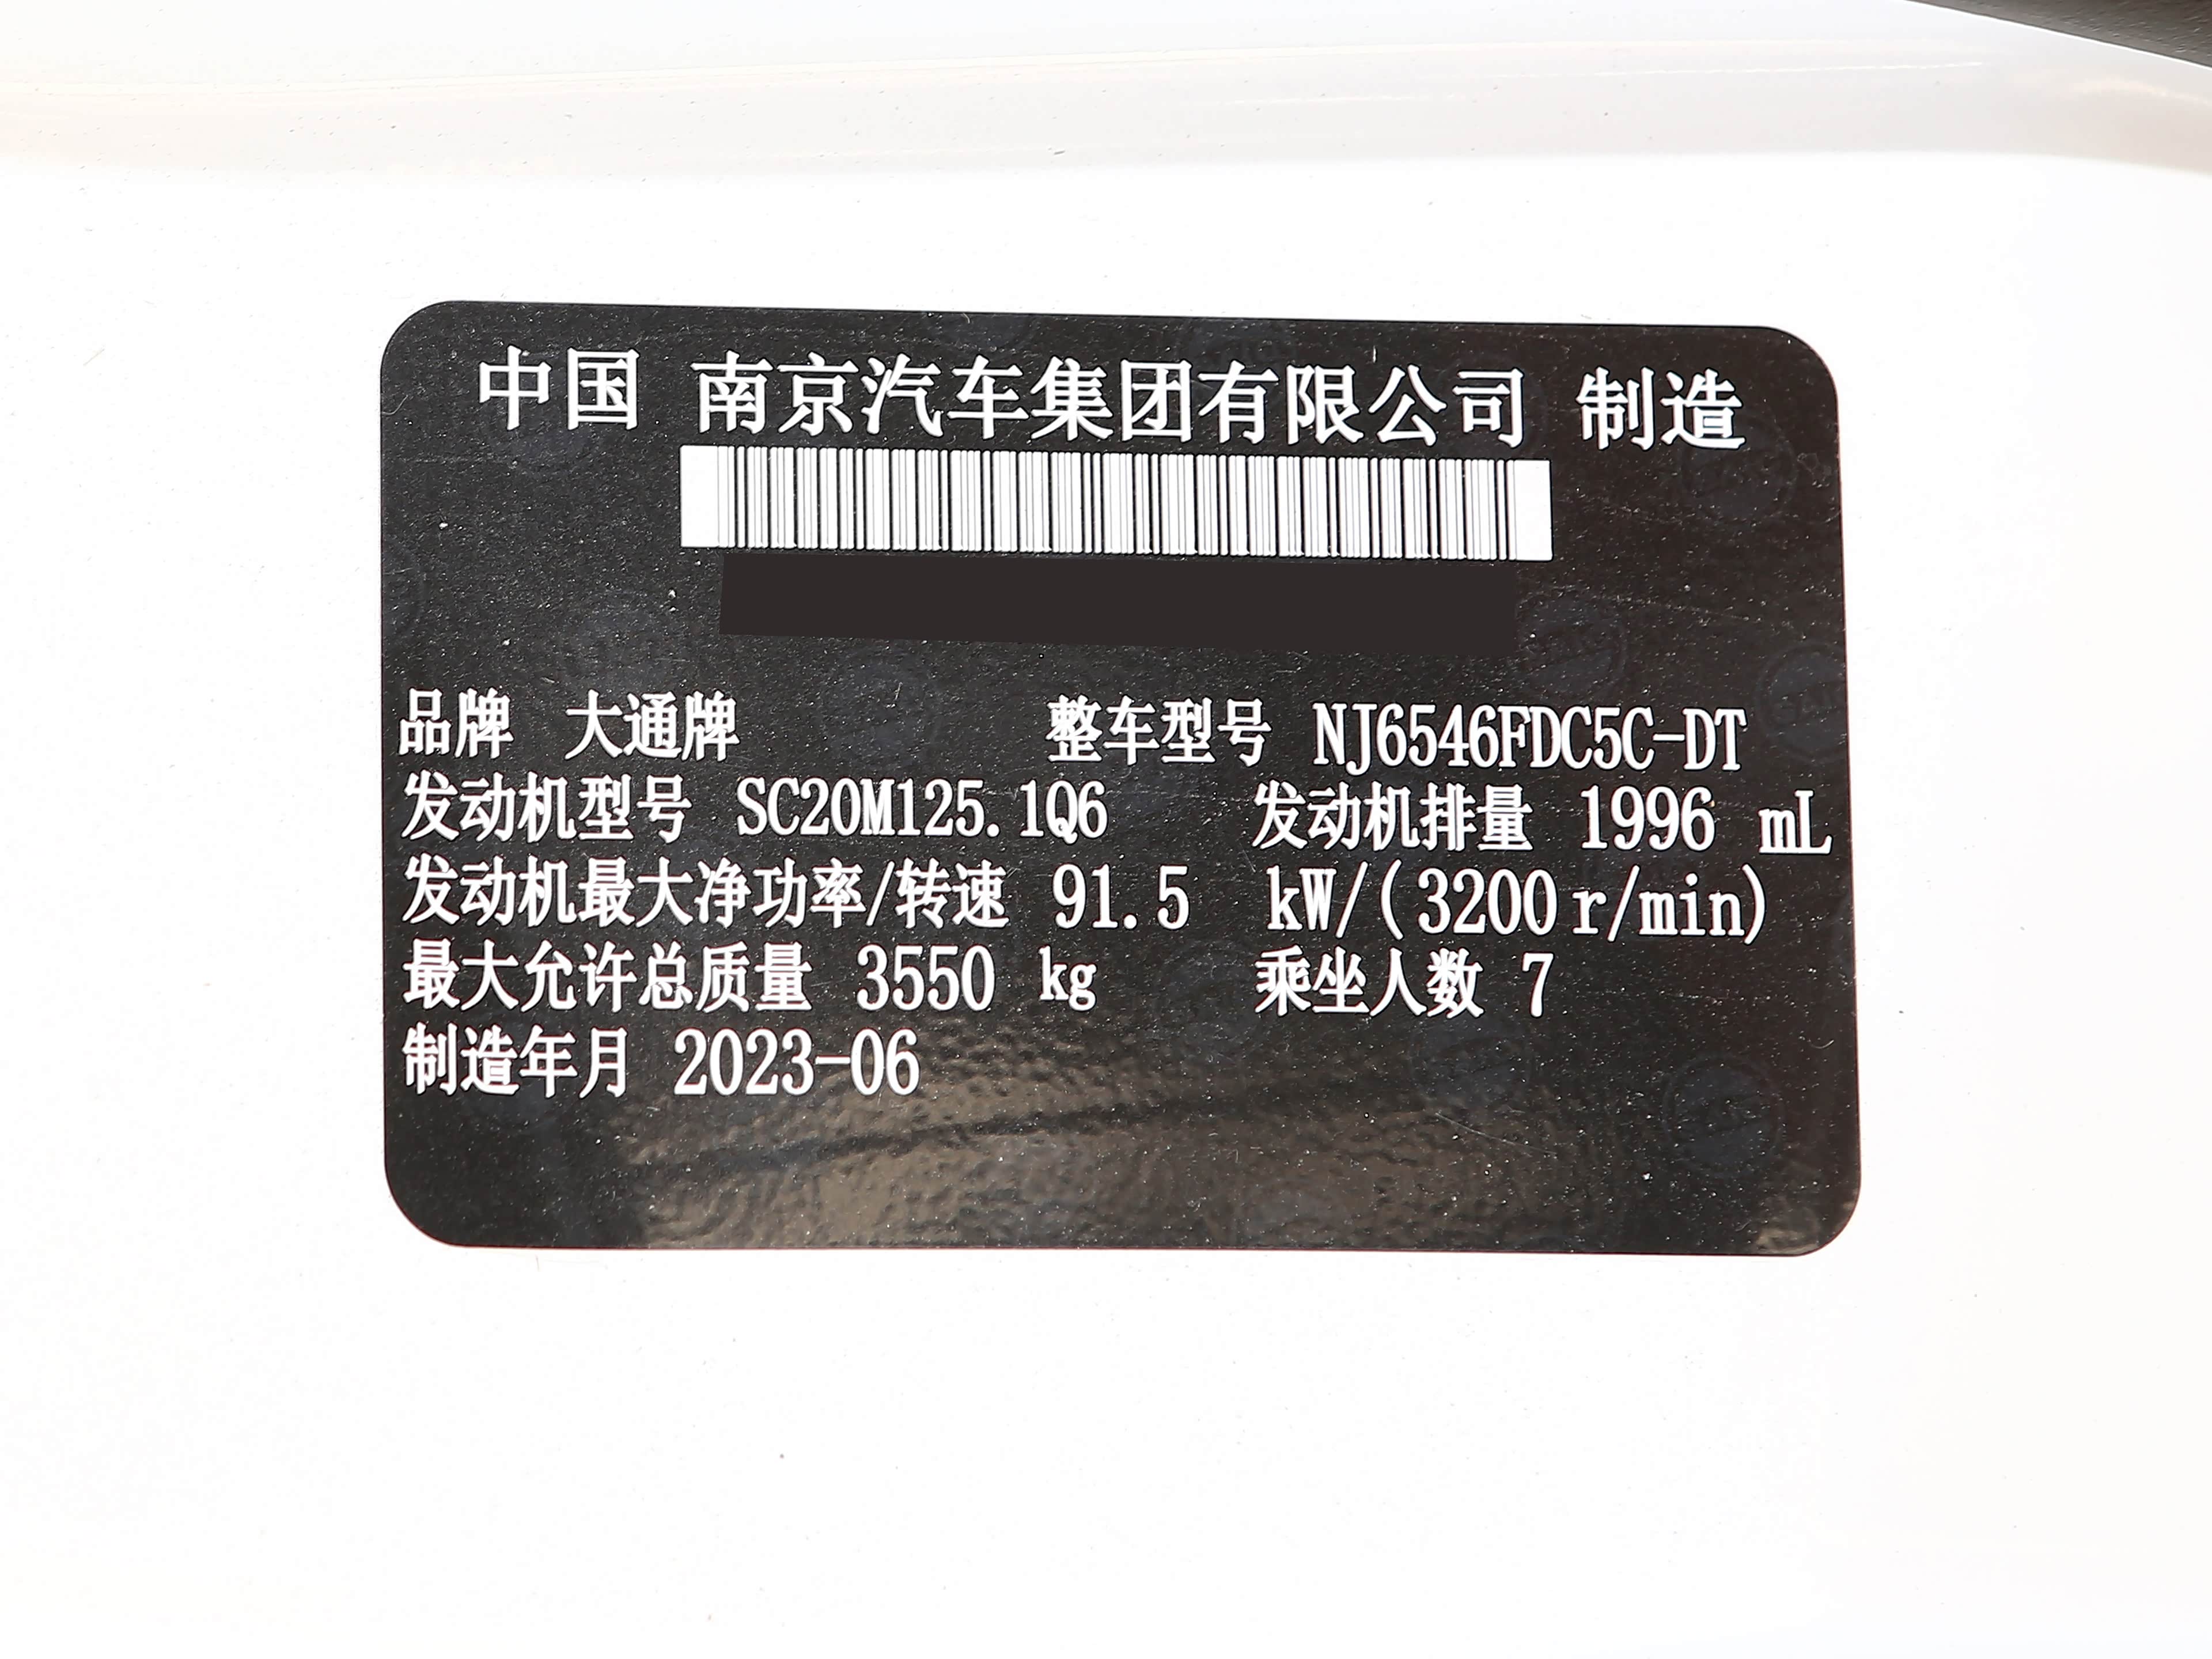 中国 南京汽车集团有限公司 制造
品牌 大通牌 整车型号 NJ6546FDC5C-DT
发动机型号 SC20M125.1Q6 发动机排量 1996 mL
发动机最大净功率/转速 91.5 kW/(3200r/min)
最大允许总质量 3550 kg 乘坐人数 7
制造年月 2023-06